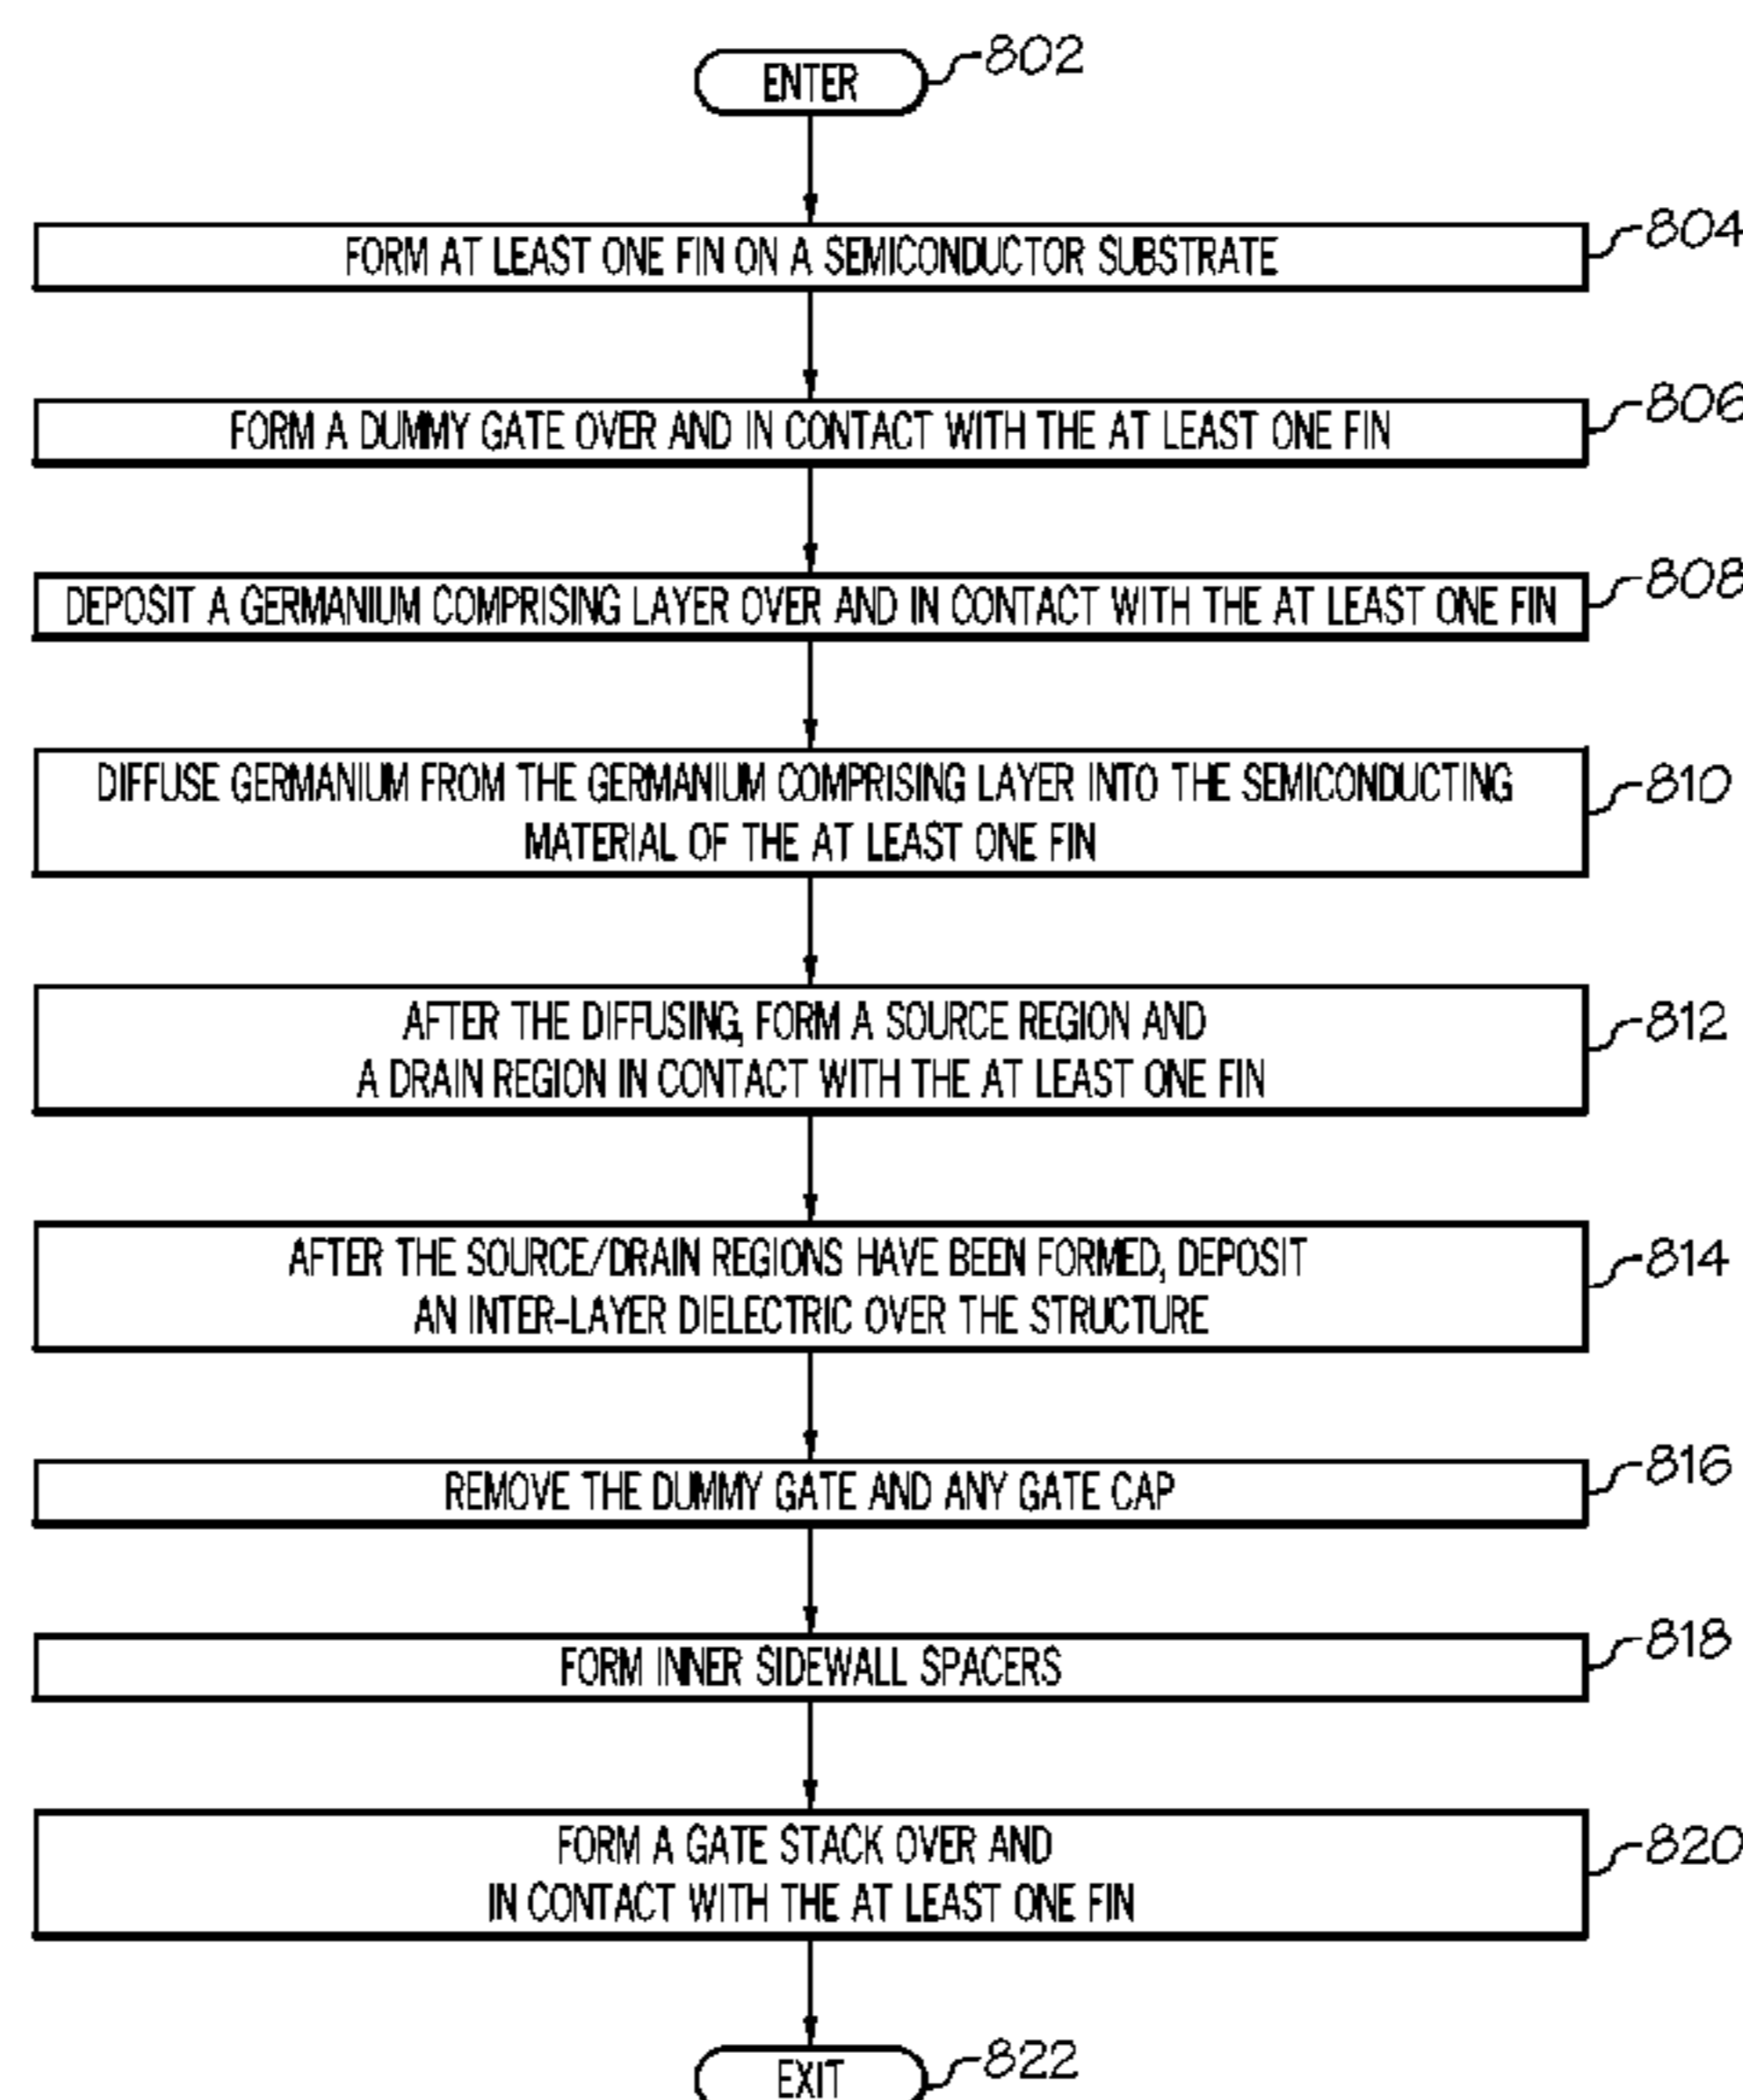 ENTER
802
FORM AT LEAST ONE FIN ON A SEMICONDUCTOR SUBSTRATE
804
FORM A DUMMY GATE OVER AND IN CONTACT WITH THE AT LEAST ONE FIN
806
DEPOSIT A GERMANIUM COMPRISING LAYER OVER AND IN CONTACT WITH THE AT LEAST ONE FIN
808
DIFFUSE GERMANIUM FROM THE GERMANIUM COMPRISING LAYER INTO THE SEMICONDUCTING
MATERIAL OF THE AT LEAST ONE FIN
810
AFTER THE DIFFUSING, FORM A SOURCE REGION AND
A DRAIN REGION IN CONTACT WITH THE AT LEAST ONE FIN
812
AFTER THE SOURCE/DRAIN REGIONS HAVE BEEN FORMED, DEPOSIT
AN INTER-LAYER DIELECTRIC OVER THE STRUCTURE
814
REMOVE THE DUMMY GATE AND ANY GATE CAP
816
FORM INNER SIDEWALL SPACERS
818
FORM A GATE STACK OVER AND
IN CONTACT WITH THE AT LEAST ONE FIN
820
EXIT
822